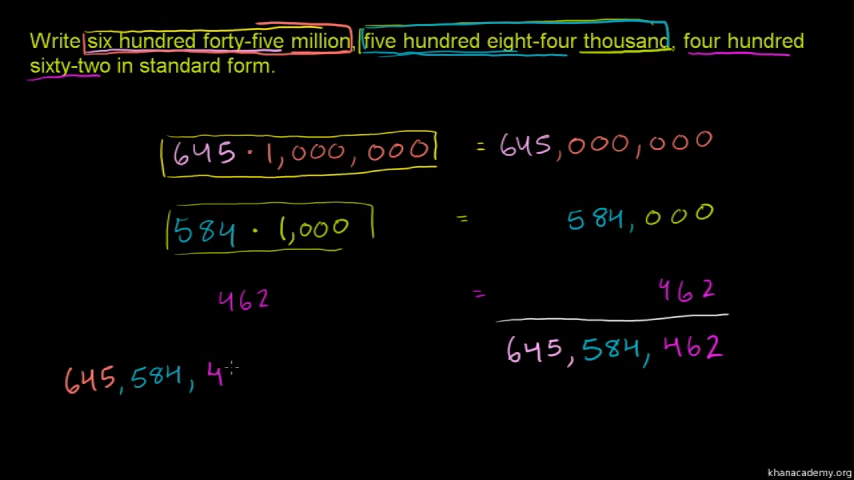 Write six hundred forty-five million, five hundred eight-four thousand, four hundred
sixty-two in standard form.
645 · 1,000,000 = 645,000,000
584 · 1,000 = 584,000
462 = 462
645,584,462
645,584,4
khanacademy.org